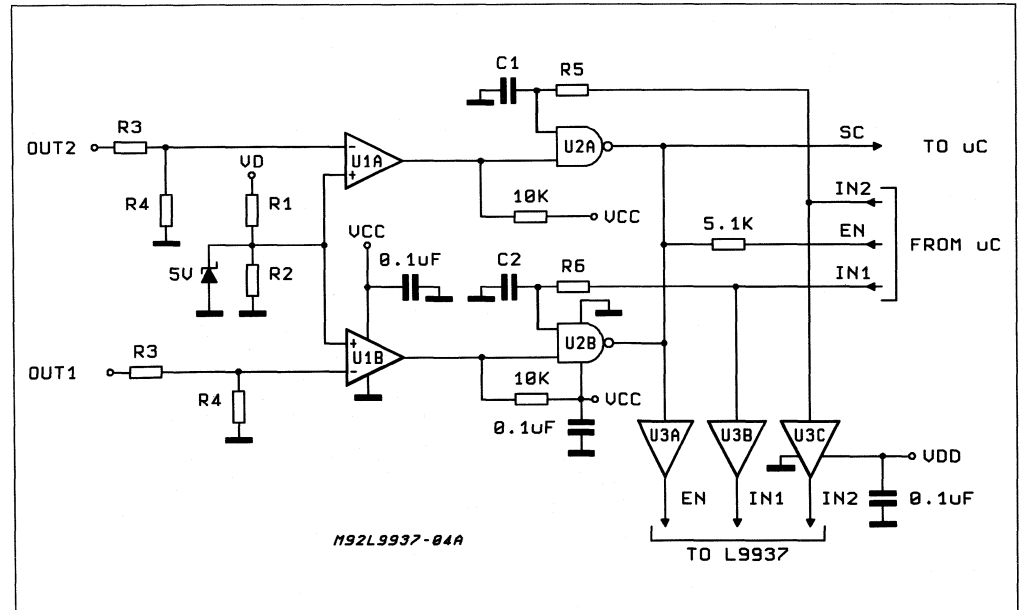 C1
R5
R3
OUT2
U1A
-
+
U2A
SC
TO uC
VD
R4
R1
10K
VCC
IN2
5.1K
EN
FROM uC
VCC
0.1uF
C2
R6
IN1
5V
R2
+
U1B
-
U2B
R3
OUT1
R4
10K
VCC
0.1uF
U3A
U3B
U3C
VDD
EN
IN1
IN2
0.1uF
M92L9937-04A
TO L9937